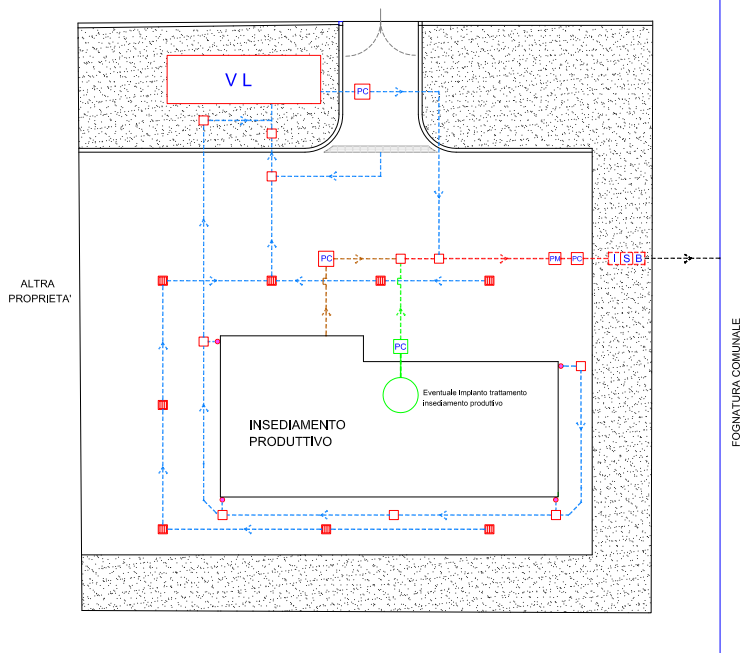 V L
PC
ALTRA
PROPRIETA'
PC
PM
PC
I
S
B
PC
Eventuale Impianto trattamento
insediamento produttivo
INSEDIAMENTO
PRODUTTIVO
FOGNATURA COMUNALE